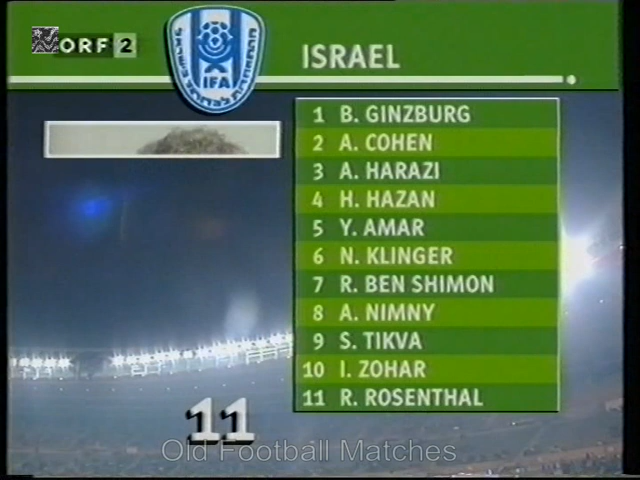 ORF 2
IFA
ISRAEL
1 B. GINZBURG
2 A. COHEN
3 A. HARAZI
4 H. HAZAN
5 Y. AMAR
6 N. KLINGER
7 R. BEN SHIMON
8 A. NIMNY
9 S. TIKVA
10 I. ZOHAR
11 R. ROSENTHAL
11
Old Football Matches